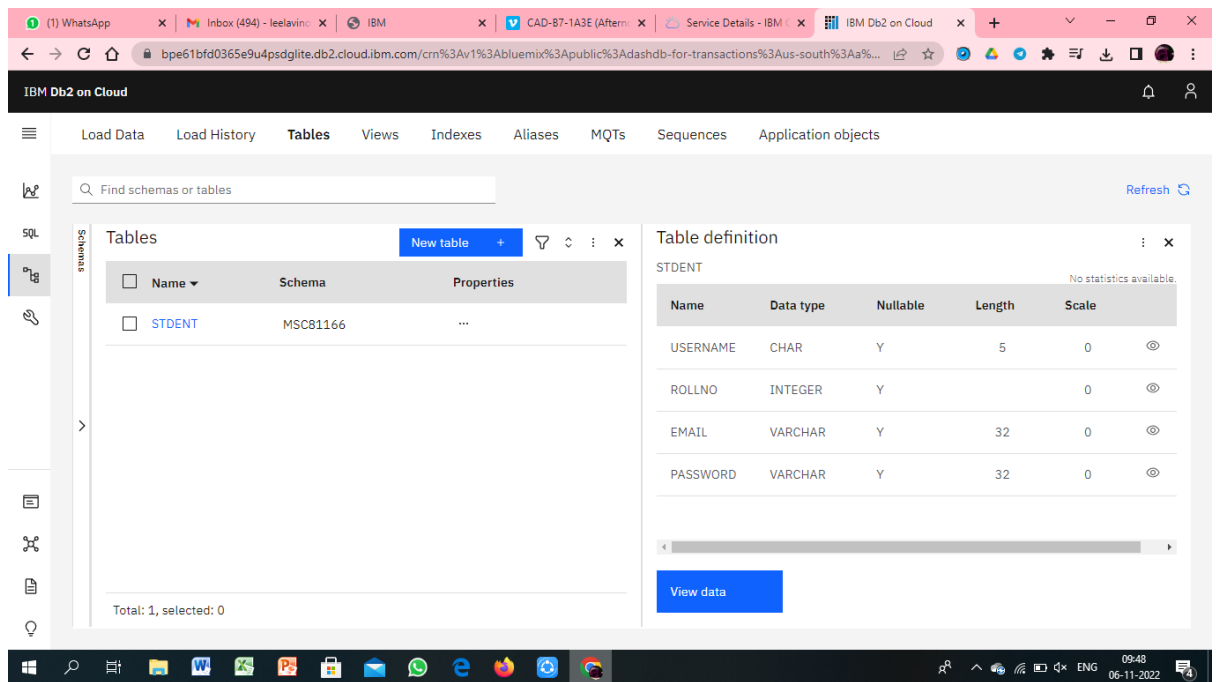 (1) WhatsApp
Inbox (494) - leelavino
IBM
CAD-B7-1A3E (Aftern
Service Details - IBM C
IBM Db2 on Cloud
bpe61bfd0365e9u4psdglite.db2.cloud.ibm.com/crn%3Av1%3Abluemix%3Apublic%3Adashdb-for-transactions%3Aus-south%3Aa%...
IBM Db2 on Cloud
Load Data Load History Tables Views Indexes Aliases MQTs Sequences Application objects
Find schemas or tables
Refresh
SQL
Schemas
Tables
New table +
Name Schema Properties
STDENT MSC81166 ...
Total: 1, selected: 0
Table definition
STDENT
No statistics available.
Name Data type Nullable Length Scale
USERNAME CHAR Y 5 0
ROLLNO INTEGER Y 0
EMAIL VARCHAR Y 32 0
PASSWORD VARCHAR Y 32 0
View data
ENG
09:48
06-11-2022
4